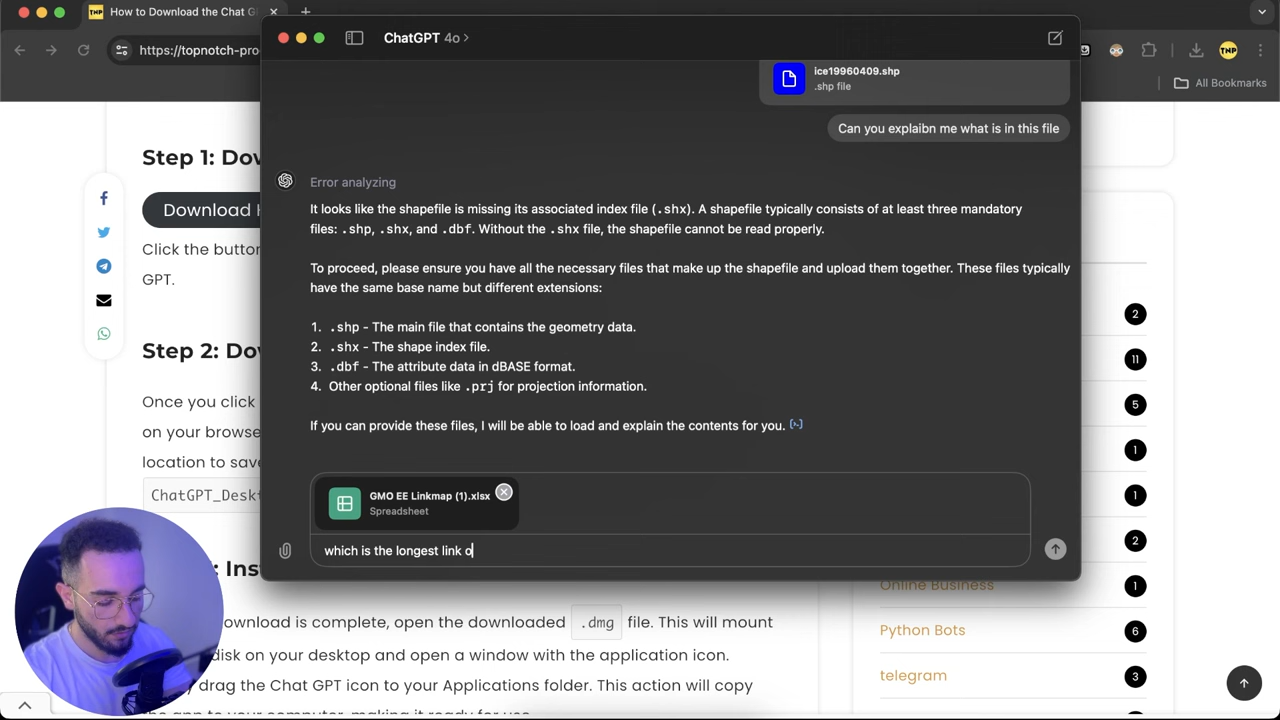 TNP How to Download the Chat G
https://topnotch-pro
TNP
All Bookmarks
ChatGPT 4o >
ice19960409.shp
.shp file
Can you explaibn me what is in this file
Error analyzing
It looks like the shapefile is missing its associated index file (.shx). A shapefile typically consists of at least three mandatory
files: .shp, .shx, and .dbf. Without the .shx file, the shapefile cannot be read properly.
To proceed, please ensure you have all the necessary files that make up the shapefile and upload them together. These files typically
have the same base name but different extensions:
1. .shp - The main file that contains the geometry data.
2. .shx - The shape index file.
3. .dbf - The attribute data in dBASE format.
4. Other optional files like .prj for projection information.
If you can provide these files, I will be able to load and explain the contents for you.
GMO EE Linkmap (1).xlsx
Spreadsheet
which is the longest link o
Step 1: Dow
Download H
Click the button
GPT.
Step 2: Dow
Once you click
on your browse
location to save
ChatGPT_Deskt
: Inst
ownload is complete, open the downloaded .dmg file. This will mount
disk on your desktop and open a window with the application icon.
drag the Chat GPT icon to your Applications folder. This action will copy
2
11
5
1
1
2
Online Business 1
Python Bots 6
telegram 3